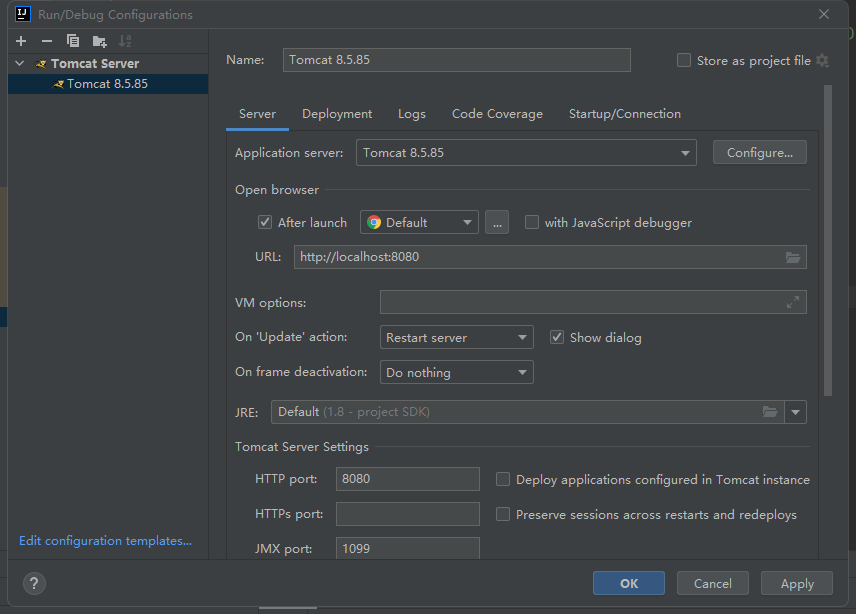 Run/Debug Configurations
Tomcat Server
Tomcat 8.5.85
Edit configuration templates...
Name: Tomcat 8.5.85 Store as project file
Server Deployment Logs Code Coverage Startup/Connection
Application server: Tomcat 8.5.85 Configure...
Open browser
After launch Default ... with JavaScript debugger
URL: http://localhost:8080
VM options:
On 'Update' action: Restart server Show dialog
On frame deactivation: Do nothing
JRE: Default (1.8 - project SDK)
Tomcat Server Settings
HTTP port: 8080 Deploy applications configured in Tomcat instance
HTTPs port: Preserve sessions across restarts and redeploys
JMX port: 1099
? OK Cancel Apply